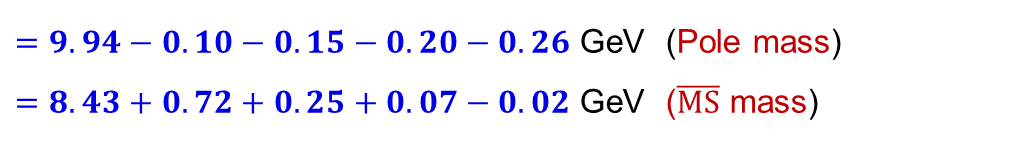 = 9.94 − 0.10 − 0.15 − 0.20 − 0.26 GeV (Pole mass)
= 8.43 + 0.72 + 0.25 + 0.07 − 0.02 GeV (M̅S̅ mass)